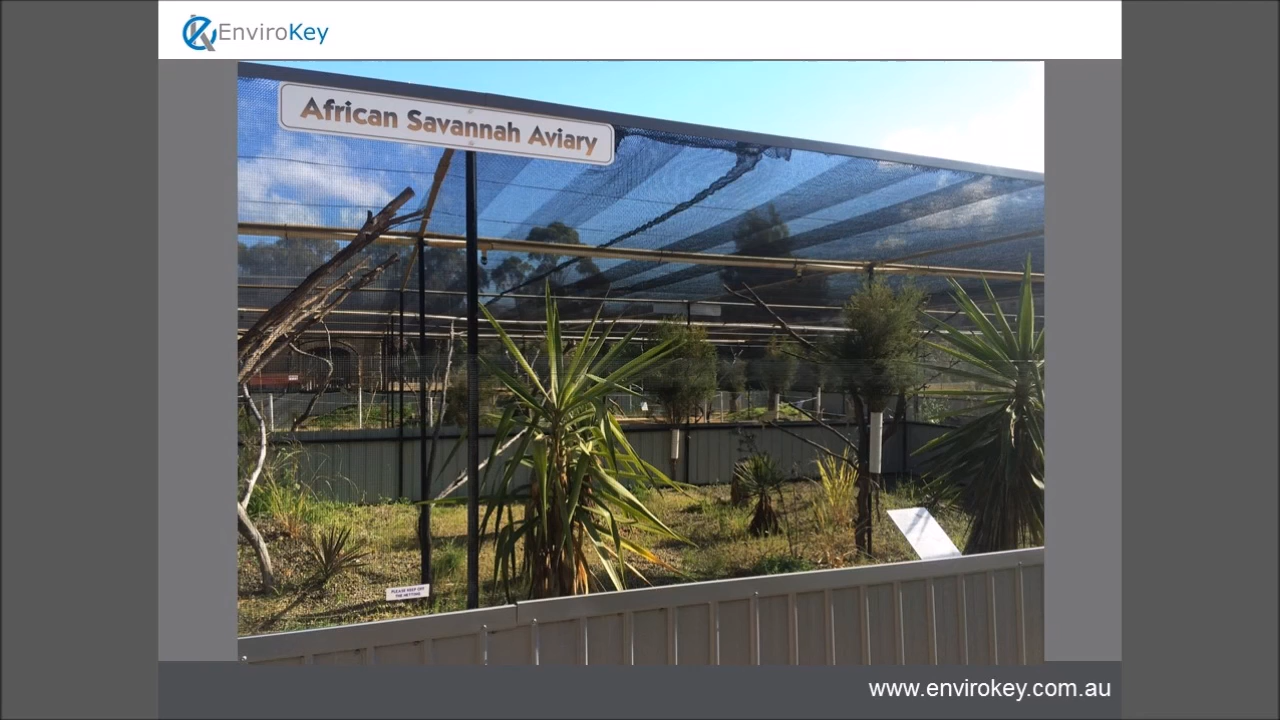 EnviroKey
African Savannah Aviary
PLEASE KEEP OFF
THE NETTING
www.envirokey.com.au